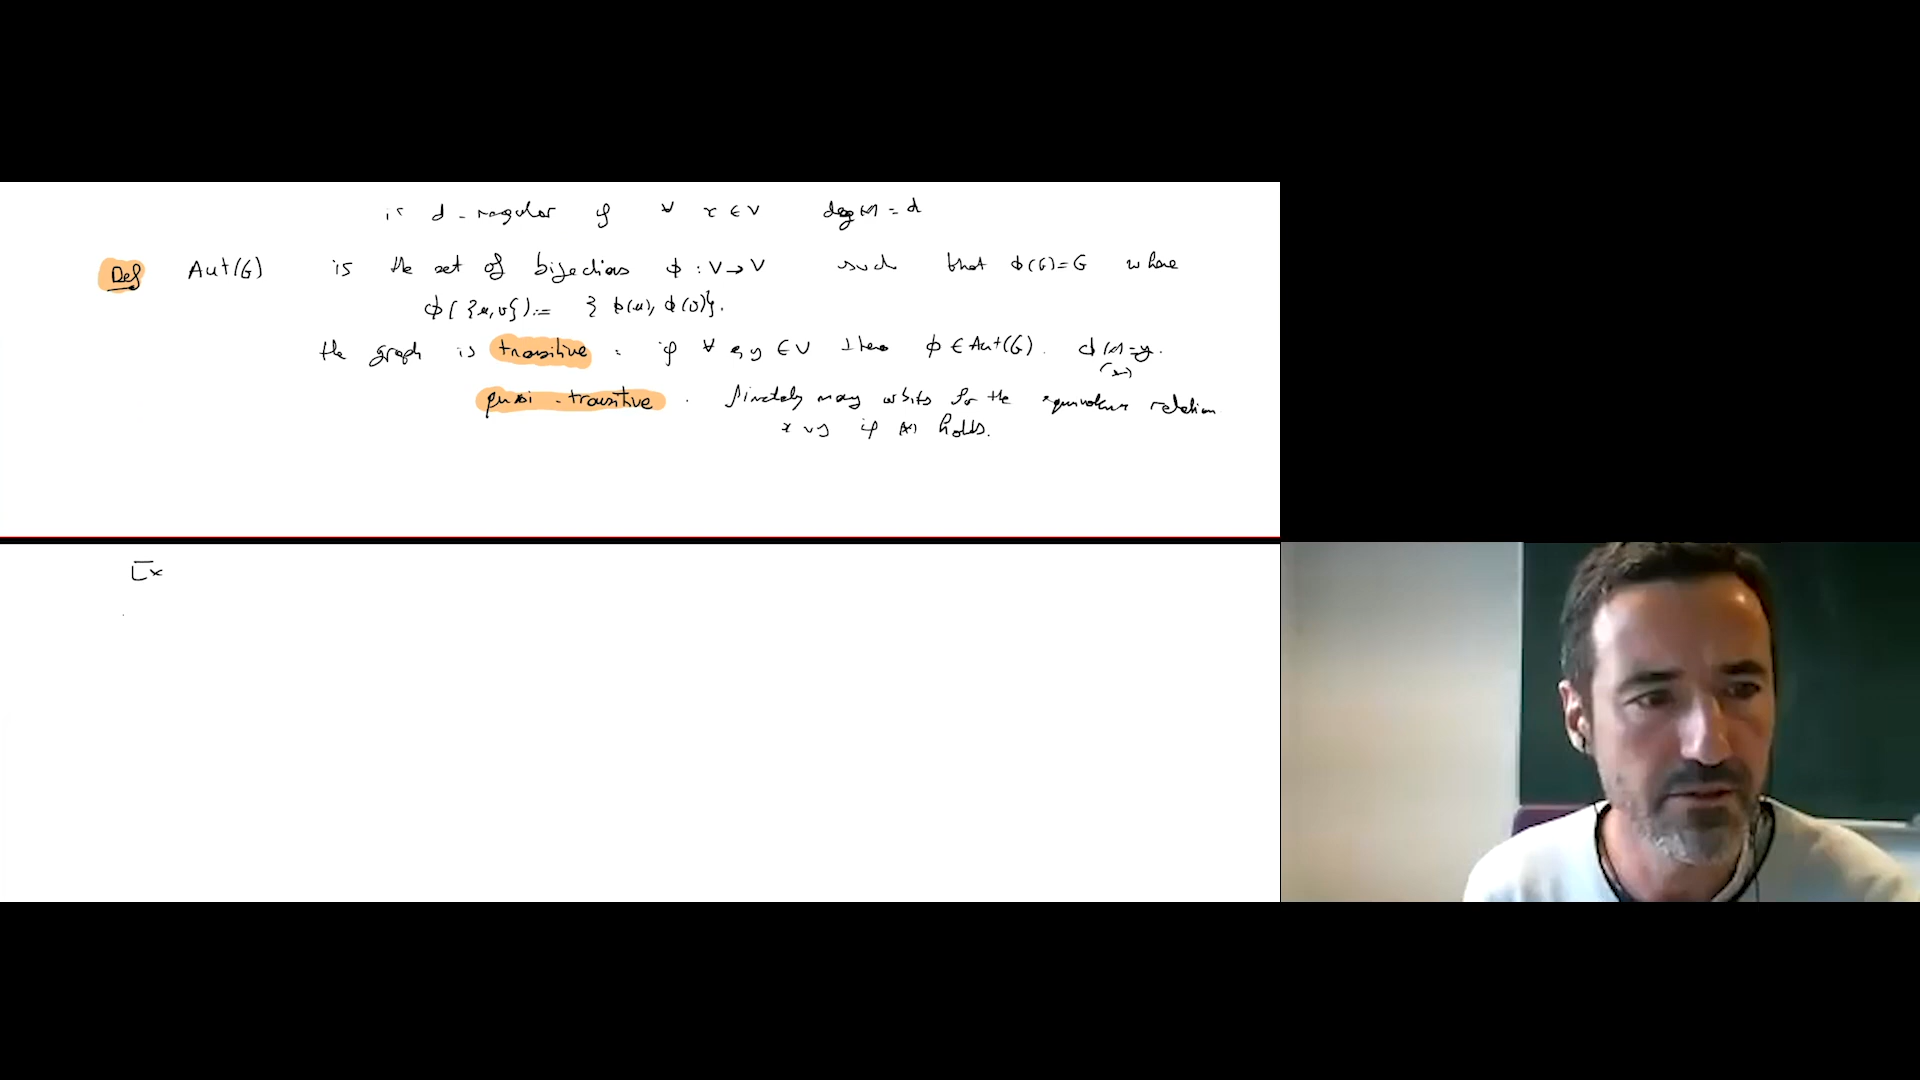 is d-regular if ∀ x ∈ V deg(x) = d
Def Aut(G) is the set of bijections ϕ : V → V such that ϕ(G) = G where
ϕ({u,v}) := {ϕ(u), ϕ(v)}.
the graph is transitive : if ∀ x,y ∈ V there ϕ ∈ Aut(G). ϕ(x) = y.
(*)
quasi-transitive . finitely many orbits for the equivalence relation
x ~ y if (*) holds.
Ex